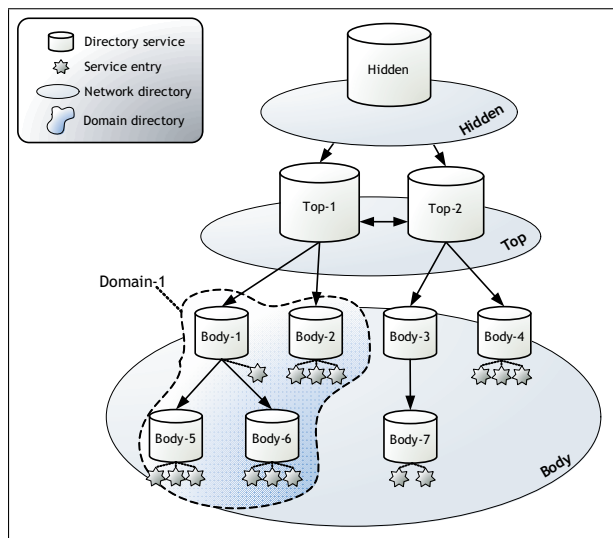 Directory service
Service entry
Network directory
Domain directory
Hidden
Hidden
Top-1
Top-2
Top
Domain-1
Body-1
Body-2
Body-3
Body-4
Body-5
Body-6
Body-7
Body